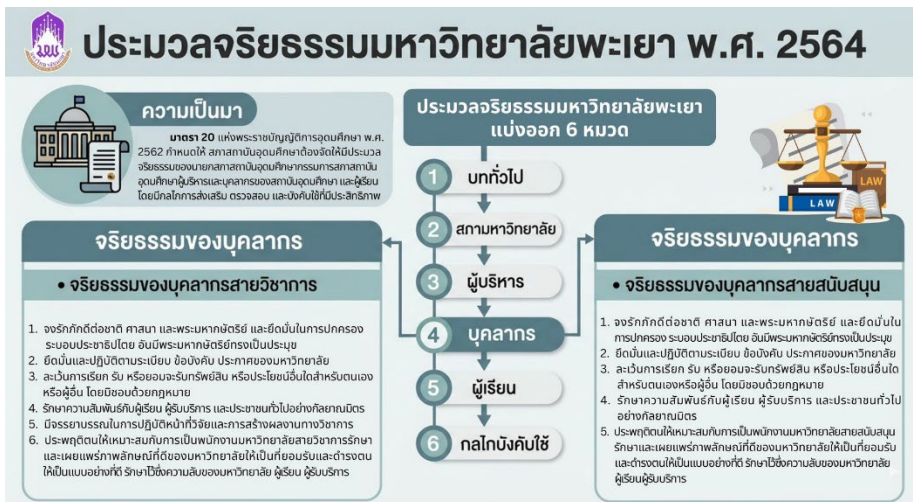 ประมวลจริยธรรมมหาวิทยาลัยพะเยา พ.ศ. 2564
ความเป็นมา
มาตรา 20 แห่งพระราชบัญญัติการอุดมศึกษา พ.ศ.
2562 กำหนดให้ สภาสถาบันอุดมศึกษาต้องจัดให้มีประมวล
จริยธรรมของนายกสภาสถาบันอุดมศึกษากรรมการสภาสถาบัน
อุดมศึกษาผู้บริหารและบุคลากรของสถาบันอุดมศึกษา และผู้เรียน
โดยมีกลไกการส่งเสริม ตรวจสอบ และบังคับใช้ที่มีประสิทธิภาพ
ประมวลจริยธรรมมหาวิทยาลัยพะเยา
แบ่งออก 6 หมวด
1 บททั่วไป
2 สภามหาวิทยาลัย
3 ผู้บริหาร
4 บุคลากร
5 ผู้เรียน
6 กลไกบังคับใช้
LAW
LAW
จริยธรรมของบุคลากร
• จริยธรรมของบุคลากรสายวิชาการ
1. จงรักภักดีต่อชาติ ศาสนา และพระมหากษัตริย์ และยึดมั่นในการปกครอง
ระบอบประชาธิปไตย อันมีพระมหากษัตริย์ทรงเป็นประมุข
2. ยึดมั่นและปฏิบัติตามระเบียบ ข้อบังคับ ประกาศของมหาวิทยาลัย
3. ละเว้นการเรียก รับ หรือยอมจะรับทรัพย์สิน หรือประโยชน์อื่นใดสำหรับตนเอง
หรือผู้อื่น โดยมิชอบด้วยกฎหมาย
4. รักษาความสัมพันธ์กับผู้เรียน ผู้รับบริการ และประชาชนทั่วไปอย่างกัลยาณมิตร
5. มีจรรยาบรรณในการปฏิบัติหน้าที่วิจัยและการสร้างผลงานทางวิชาการ
6. ประพฤติตนให้เหมาะสมกับการเป็นพนักงานมหาวิทยาลัยสายวิชาการรักษา
และเผยแพร่ภาพลักษณ์ที่ดีของมหาวิทยาลัยให้เป็นที่ยอมรับและดำรงตน
ให้เป็นแบบอย่างที่ดี รักษาไว้ซึ่งความลับของมหาวิทยาลัย ผู้เรียน ผู้รับบริการ
จริยธรรมของบุคลากร
• จริยธรรมของบุคลากรสายสนับสนุน
1. จงรักภักดีต่อชาติ ศาสนา และพระมหากษัตริย์ และยึดมั่นใน
การปกครอง ระบอบประชาธิปไตย อันมีพระมหากษัตริย์ทรงเป็นประมุข
2. ยึดมั่นและปฏิบัติตามระเบียบ ข้อบังคับ ประกาศของมหาวิทยาลัย
3. ละเว้นการเรียก รับ หรือยอมจะรับทรัพย์สิน หรือประโยชน์อื่นใด
สำหรับตนเองหรือผู้อื่น โดยมิชอบด้วยกฎหมาย
4. รักษาความสัมพันธ์กับผู้เรียน ผู้รับบริการ และประชาชนทั่วไป
อย่างกัลยาณมิตร
5. ประพฤติตนให้เหมาะสมกับการเป็นพนักงานมหาวิทยาลัยสายสนับสนุน
รักษาและเผยแพร่ภาพลักษณ์ที่ดีของมหาวิทยาลัยให้เป็นที่ยอมรับ
และดำรงตนให้เป็นแบบอย่างที่ดี รักษาไว้ซึ่งความลับของมหาวิทยาลัย
ผู้เรียนผู้รับบริการ